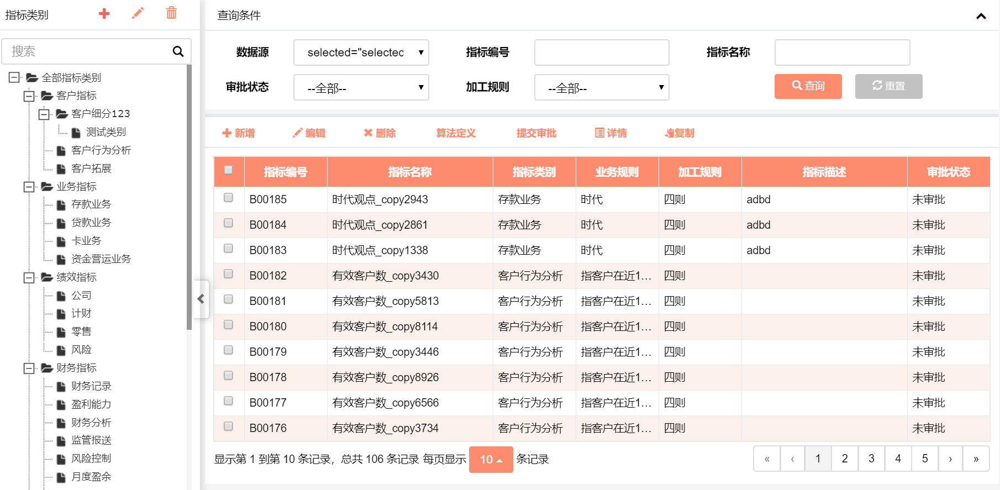 指标类别
搜索
全部指标类别
客户指标
客户细分123
测试类别
客户行为分析
客户拓展
业务指标
存款业务
贷款业务
卡业务
资金营运业务
绩效指标
公司
计财
零售
风险
财务指标
财务记录
盈利能力
财务分析
监管报送
风险控制
月度盈余
查询条件
数据源 selected="selected 指标编号 指标名称
审批状态 --全部-- 加工规则 --全部-- 查询 重置
新增 编辑 删除 算法定义 提交审批 详情 复制
指标编号 指标名称 指标类别 业务规则 加工规则 指标描述 审批状态
B00185 时代观点_copy2943 存款业务 时代 四则 adbd 未审批
B00184 时代观点_copy2861 存款业务 时代 四则 adbd 未审批
B00183 时代观点_copy1338 存款业务 时代 四则 adbd 未审批
B00182 有效客户数_copy3430 客户行为分析 指客户在近1... 四则 未审批
B00181 有效客户数_copy5813 客户行为分析 指客户在近1... 四则 未审批
B00180 有效客户数_copy8114 客户行为分析 指客户在近1... 四则 未审批
B00179 有效客户数_copy3446 客户行为分析 指客户在近1... 四则 未审批
B00178 有效客户数_copy8926 客户行为分析 指客户在近1... 四则 未审批
B00177 有效客户数_copy6566 客户行为分析 指客户在近1... 四则 未审批
B00176 有效客户数_copy3734 客户行为分析 指客户在近1... 四则 未审批
显示第 1 到第 10 条记录，总共 106 条记录 每页显示 10 条记录 « ‹ 1 2 3 4 5 › »